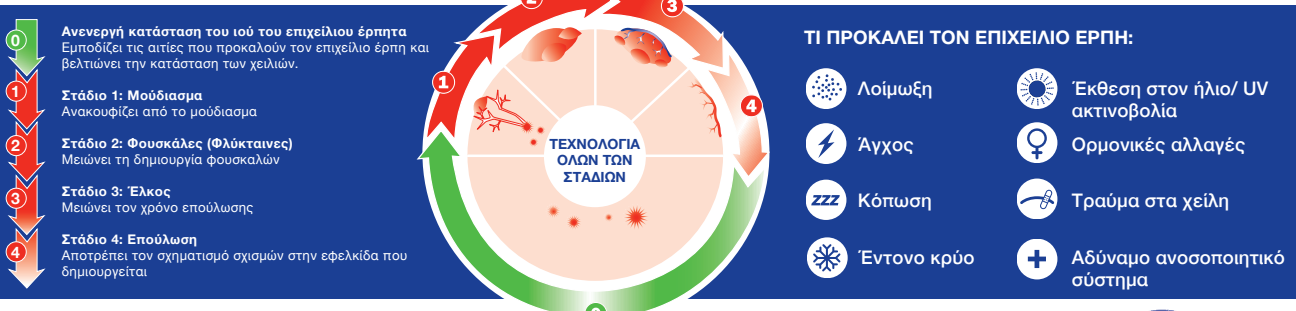 0
Ανενεργή κατάσταση του ιού του επιχείλιου έρπητα
Εμποδίζει τις αιτίες που προκαλούν τον επιχείλιο έρπη και
βελτιώνει την κατάσταση των χειλιών.
1
Στάδιο 1: Μούδιασμα
Ανακουφίζει από το μούδιασμα
2
Στάδιο 2: Φουσκάλες (Φλύκταινες)
Μειώνει τη δημιουργία φουσκαλών
3
Στάδιο 3: Έλκος
Μειώνει τον χρόνο επούλωσης
4
Στάδιο 4: Επούλωση
Αποτρέπει τον σχηματισμό σχισμών στην εφελκίδα που
δημιουργείται
2
3
1
4
ΤΕΧΝΟΛΟΓΙΑ
ΟΛΩΝ ΤΩΝ
ΣΤΑΔΙΩΝ
ΤΙ ΠΡΟΚΑΛΕΙ ΤΟΝ ΕΠΙΧΕΙΛΙΟ ΕΡΠΗ:
Λοίμωξη
Άγχος
zzz
Κόπωση
Έντονο κρύο
Έκθεση στον ήλιο/ UV
ακτινοβολία
Ορμονικές αλλαγές
Τραύμα στα χείλη
Αδύναμο ανοσοποιητικό
σύστημα